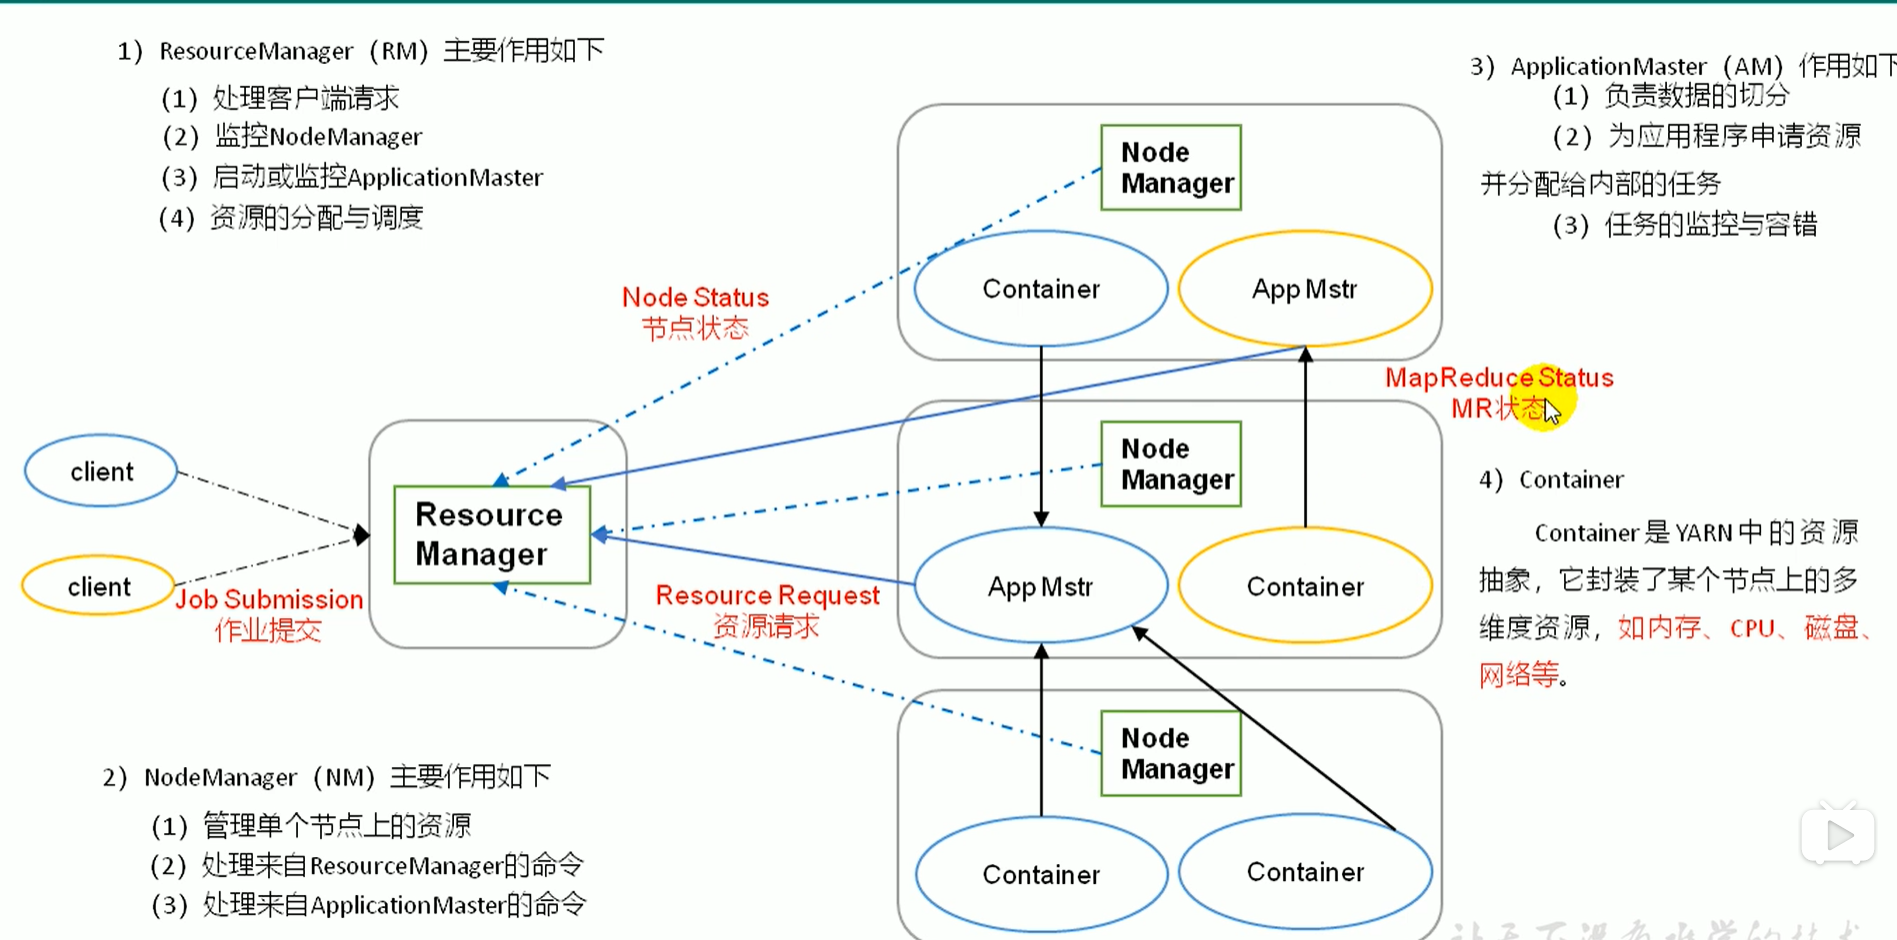 1）ResourceManager（RM）主要作用如下
（1）处理客户端请求
（2）监控NodeManager
（3）启动或监控ApplicationMaster
（4）资源的分配与调度
3）ApplicationMaster（AM）作用如下
（1）负责数据的切分
（2）为应用程序申请资源
并分配给内部的任务
（3）任务的监控与容错
Node
Manager
Container
App Mstr
Node Status
节点状态
MapReduce Status
MR状态
client
client
Job Submission
作业提交
Resource
Manager
Resource Request
资源请求
Node
Manager
App Mstr
Container
4）Container
Container是YARN中的资源
抽象，它封装了某个节点上的多
维度资源，如内存、CPU、磁盘、
网络等。
Node
Manager
Container
Container
2）NodeManager（NM）主要作用如下
（1）管理单个节点上的资源
（2）处理来自ResourceManager的命令
（3）处理来自ApplicationMaster的命令